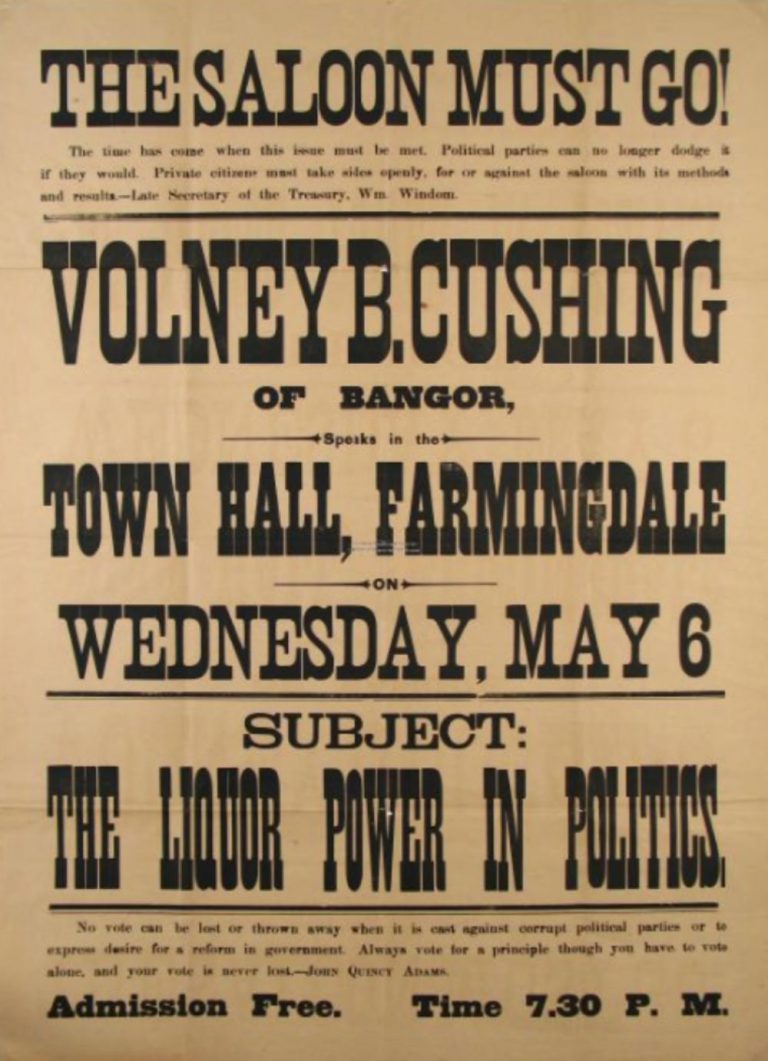 THE SALOON MUST GO!
The time has come when this issue must be met. Political parties can no longer dodge it
if they would. Private citizens must take sides openly, for or against the saloon with its methods
and results.—Late Secretary of the Treasury, Wm. Windom.
VOLNEY B. CUSHING
OF BANGOR,
Speaks in the
TOWN HALL, FARMINGDALE
ON
WEDNESDAY, MAY 6
SUBJECT:
THE LIQUOR POWER IN POLITICS.
No vote can be lost or thrown away when it is cast against corrupt political parties or to
express desire for a reform in government. Always vote for a principle though you have to vote
alone, and your vote is never lost.—JOHN QUINCY ADAMS.
Admission Free. Time 7.30 P. M.